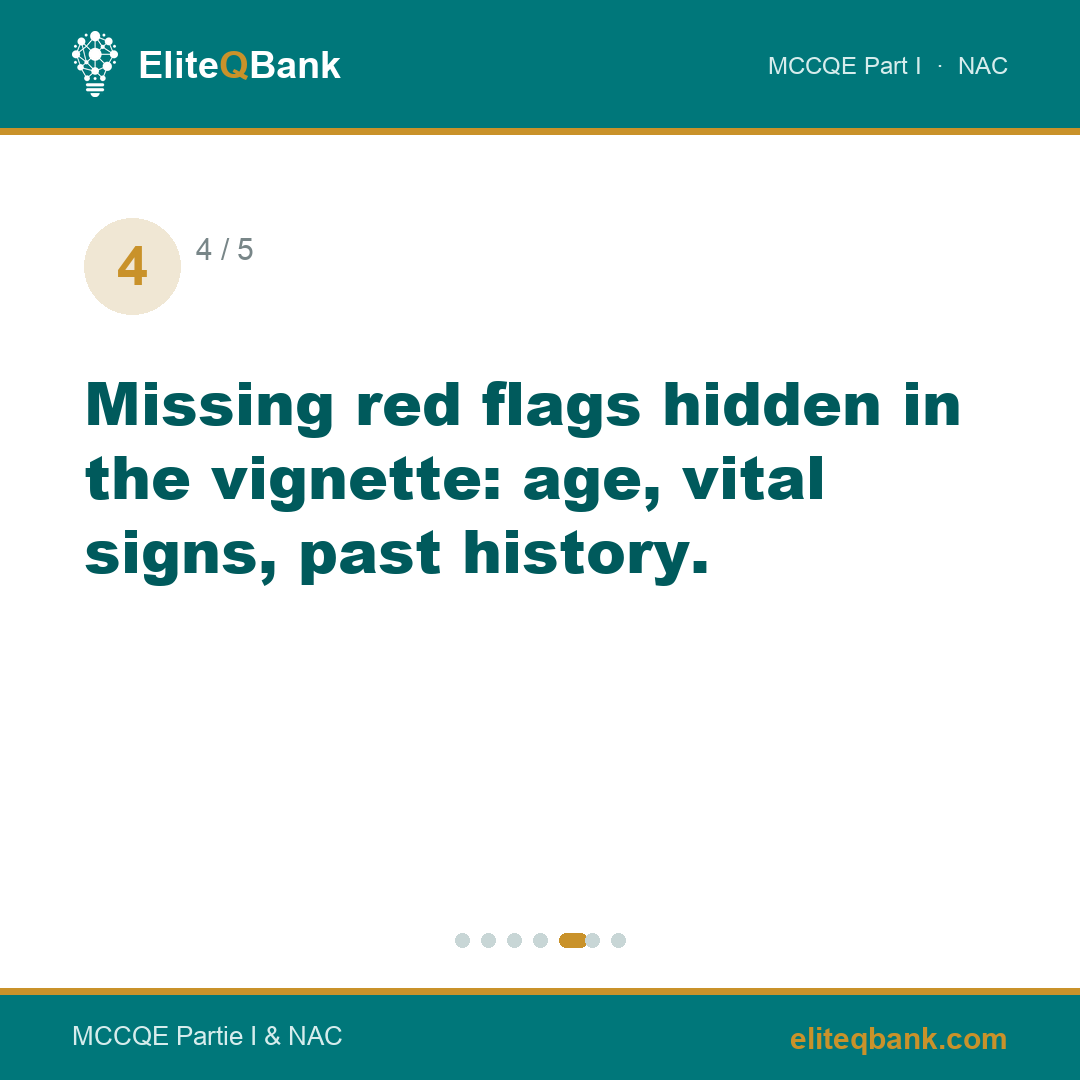 EliteQBank
MCCQE Part I · NAC
4
4 / 5
Missing red flags hidden in
the vignette: age, vital
signs, past history.
MCCQE Partie I & NAC
eliteqbank.com